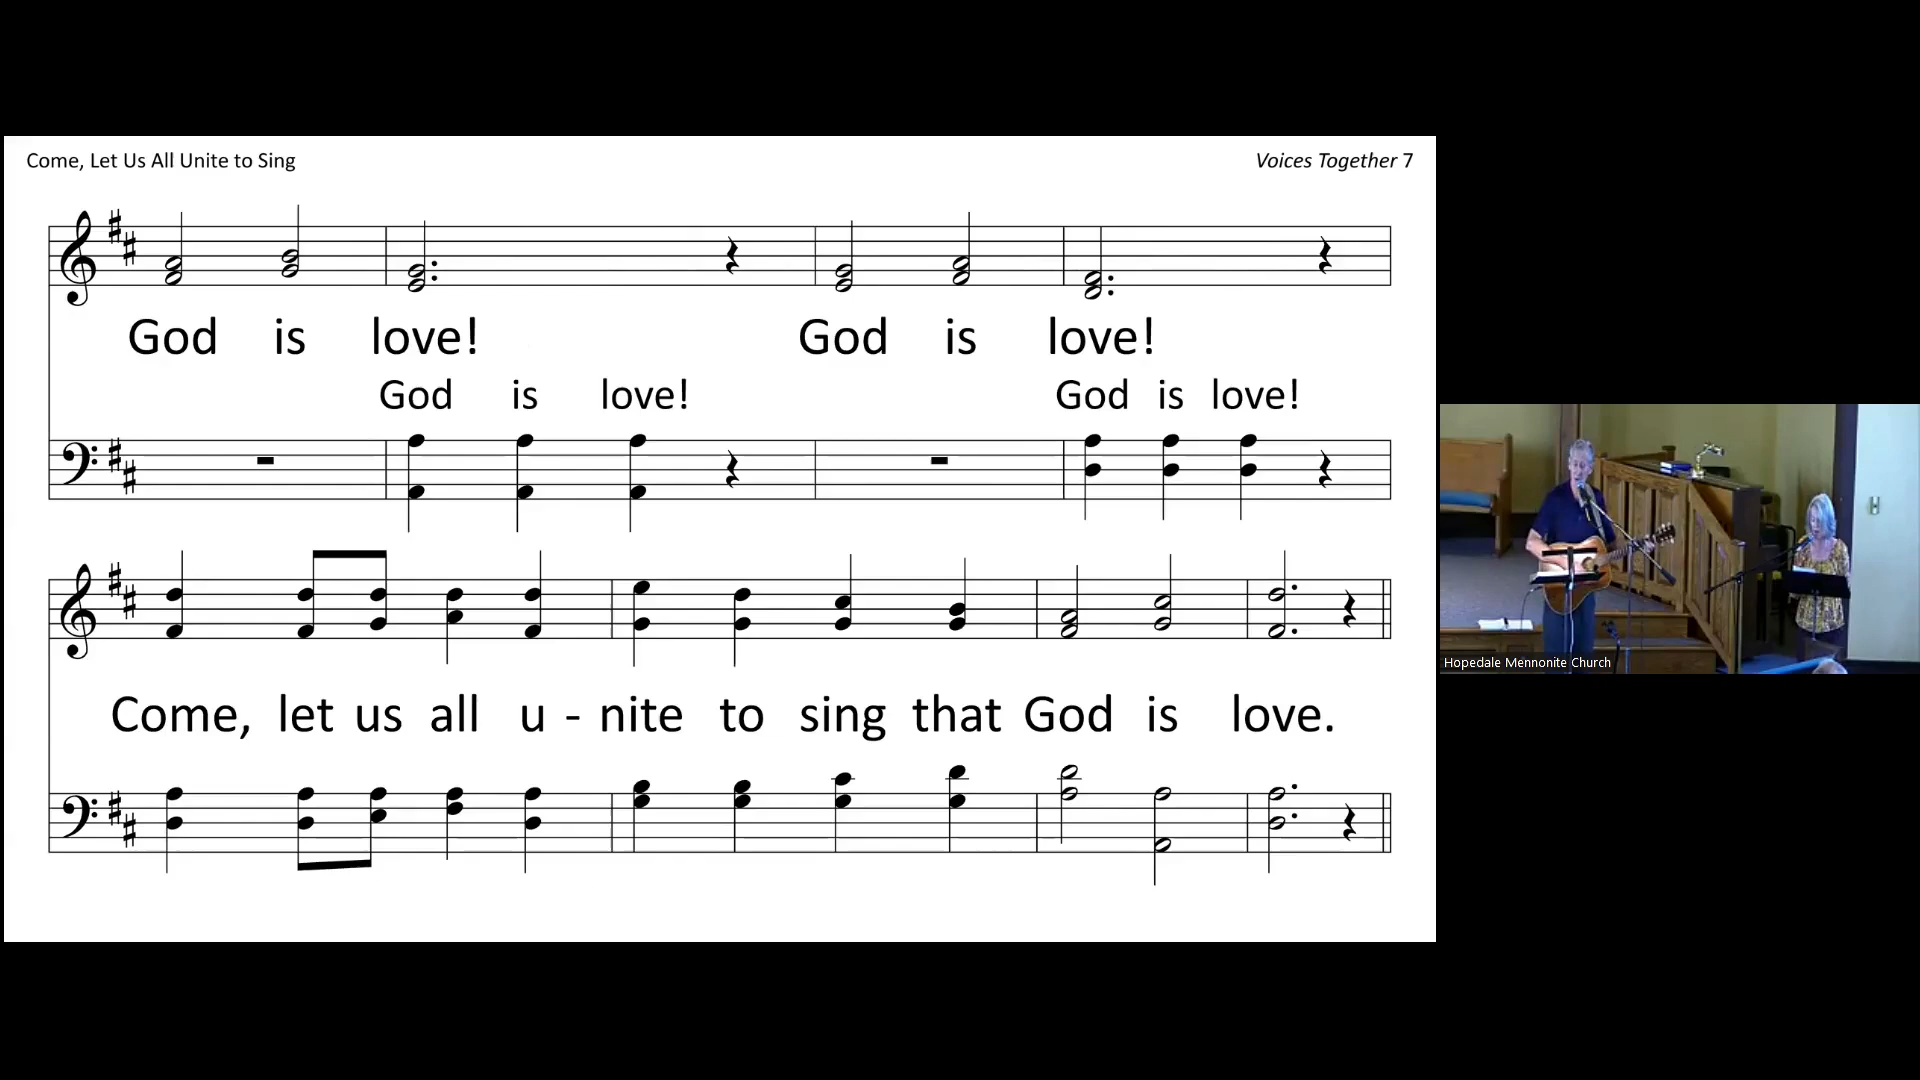 Come, Let Us All Unite to Sing
Voices Together 7
God is love! God is love!
God is love! God is love!
Come, let us all u - nite to sing that God is love.
Hopedale Mennonite Church